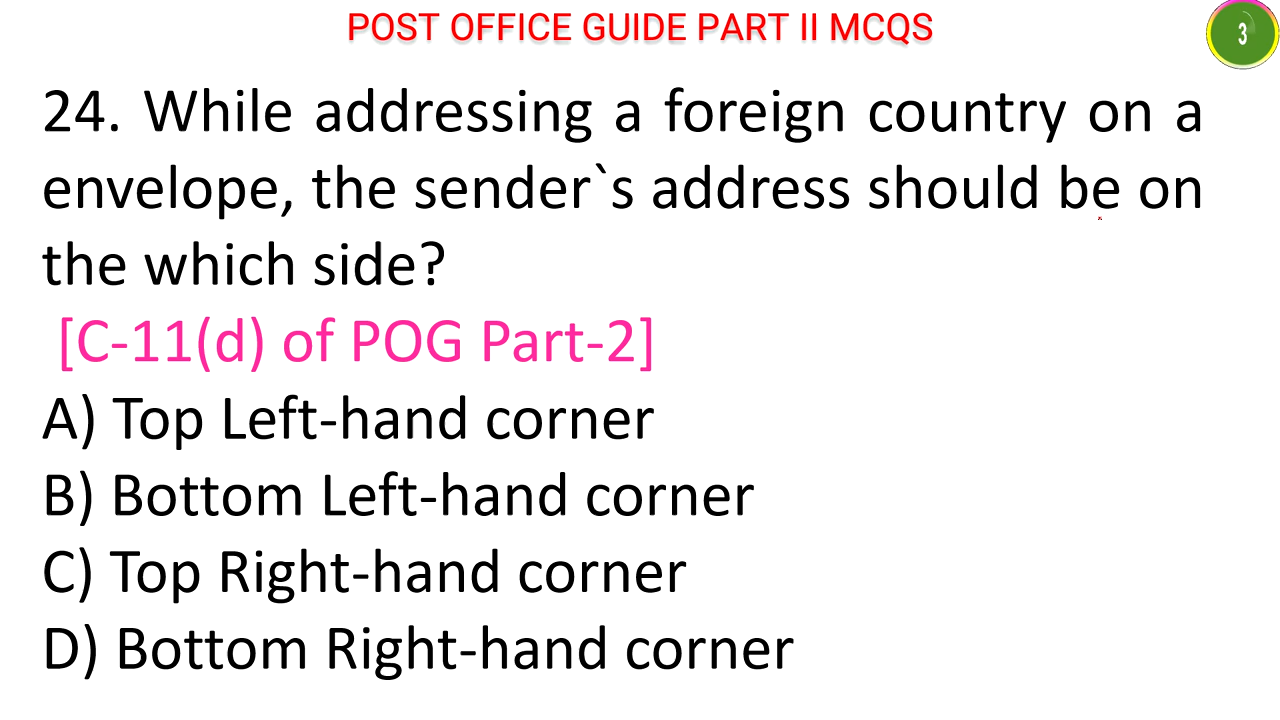 POST OFFICE GUIDE PART II MCQS
3
24. While addressing a foreign country on a
envelope, the sender`s address should be on
the which side?
[C-11(d) of POG Part-2]
A) Top Left-hand corner
B) Bottom Left-hand corner
C) Top Right-hand corner
D) Bottom Right-hand corner